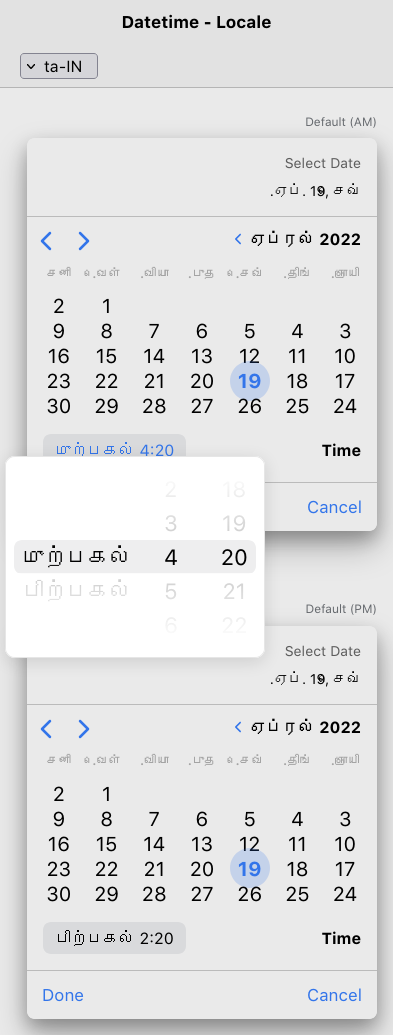 Datetime - Locale
ta-IN
Default (AM)
Select Date
.ஏப். 19, சவ்
ஏப்ரல் 2022
சனி வெள். வியா. புத. செவ். திங். ஞாயி.
2 1
9 8 7 6 5 4 3
16 15 14 13 12 11 10
23 22 21 20 19 18 17
30 29 28 27 26 25 24
முற்பகல் 4:20 Time
Cancel
2 18
3 19
முற்பகல் 4 20
பிற்பகல் 5 21
6 22
Default (PM)
Select Date
.ஏப். 19, சவ்
ஏப்ரல் 2022
சனி வெள். வியா. புத. செவ். திங். ஞாயி.
2 1
9 8 7 6 5 4 3
16 15 14 13 12 11 10
23 22 21 20 19 18 17
30 29 28 27 26 25 24
பிற்பகல் 2:20 Time
Done Cancel